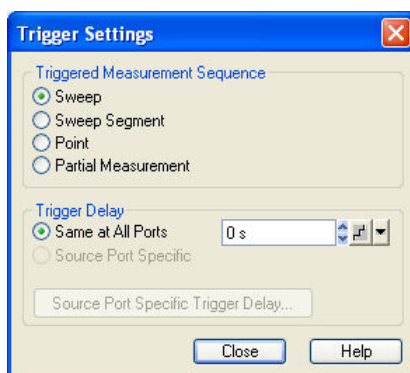 Trigger Settings
Triggered Measurement Sequence
Sweep
Sweep Segment
Point
Partial Measurement
Trigger Delay
Same at All Ports 0 s
Source Port Specific
Source Port Specific Trigger Delay...
Close Help